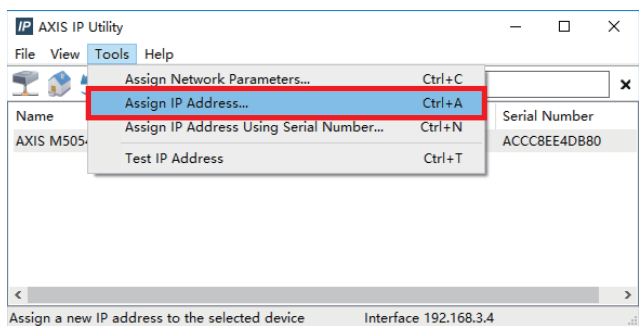 IP AXIS IP Utility
File View Tools Help
Assign Network Parameters... Ctrl+C
Assign IP Address... Ctrl+A
Assign IP Address Using Serial Number... Ctrl+N
Test IP Address Ctrl+T
Name Serial Number
AXIS M5054 ACCC8EE4DB80
Assign a new IP address to the selected device Interface 192.168.3.4